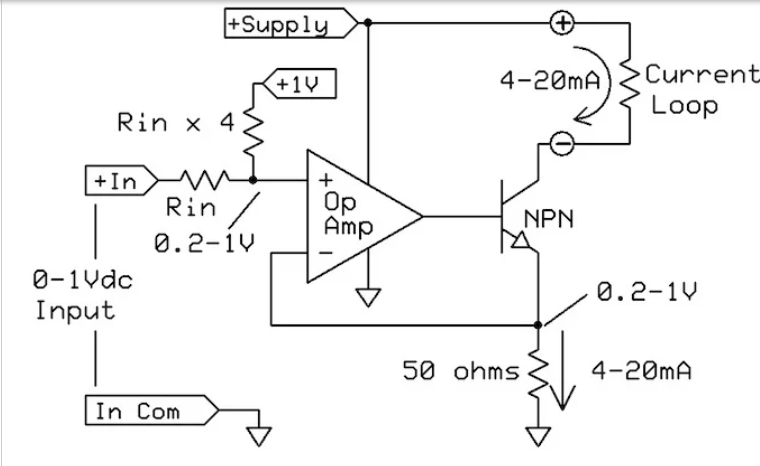 +Supply
+
4-20mA
Current
Loop
+1V
Rin x 4
-
+In
Rin
+
Op
Amp
-
NPN
0.2-1V
0-1Vdc
Input
0.2-1V
50 ohms
4-20mA
In Com